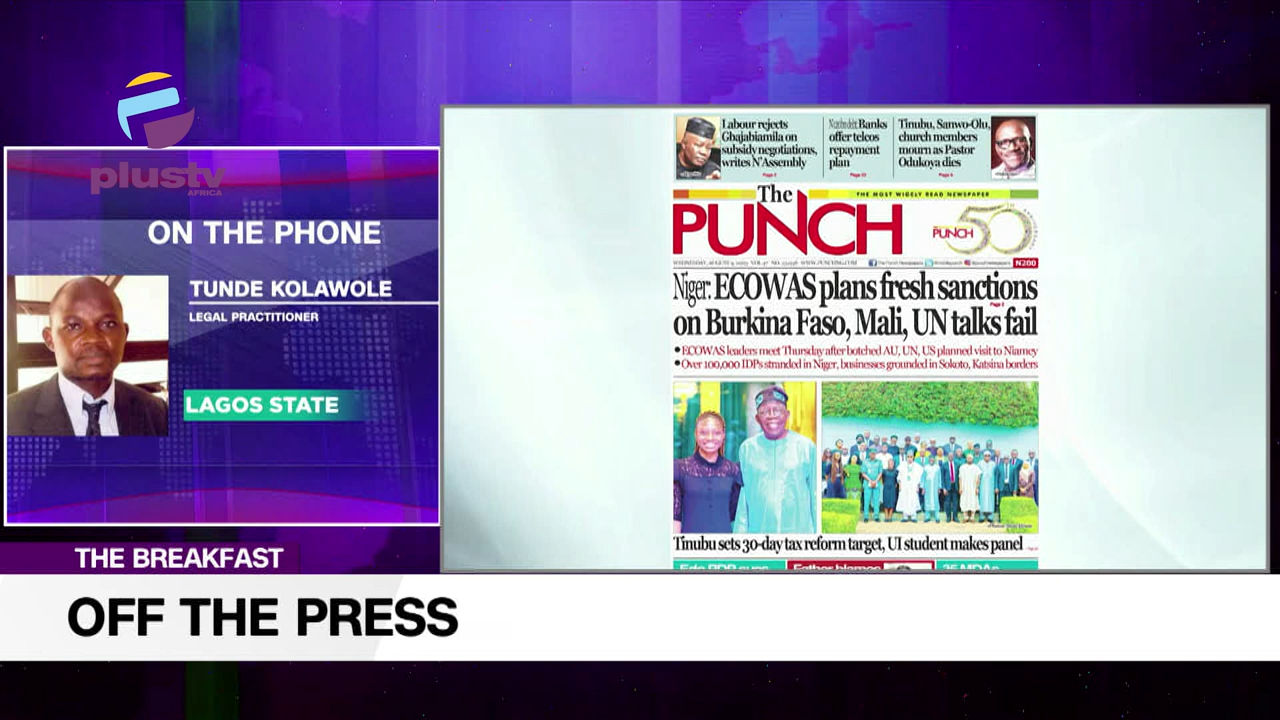 plustv
AFRICA
ON THE PHONE
TUNDE KOLAWOLE
LEGAL PRACTITIONER
LAGOS STATE
Labour rejects
Gbajabiamila on
subsidy negotiations,
writes N'Assembly
Banks
offer telcos
repayment
plan
Tinubu, Sanwo-Olu,
church members
mourn as Pastor
Odukoya dies
The
PUNCH
THE MOST WIDELY READ NEWSPAPER
PUNCH
50
WEDNESDAY, AUGUST 9, 2023
N200
Niger: ECOWAS plans fresh sanctions
on Burkina Faso, Mali, UN talks fail
• ECOWAS leaders meet Thursday after botched AU, UN, US planned visit to Niamey
• Over 100,000 IDPs stranded in Niger, businesses grounded in Sokoto, Katsina borders
Tinubu sets 30-day tax reform target, UI student makes panel
THE BREAKFAST
OFF THE PRESS